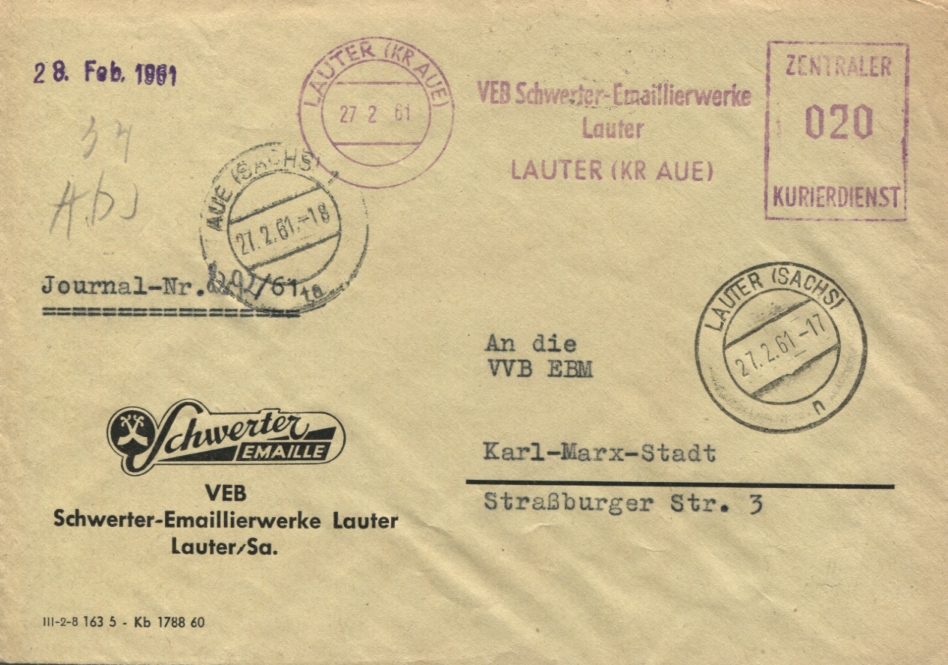 28. Feb. 1961
LAUTER (KR AUE)
27 2 61
VEB Schwerter-Emaillierwerke
Lauter
LAUTER (KR AUE)
ZENTRALER
020
KURIERDIENST
AUE (SACHS)
27.2.61.-18
ta
Journal-Nr. /61
LAUTER (SACHS)
27.2.61.-17
n
An die
VVB EBM
Karl-Marx-Stadt
Straßburger Str. 3
Schwerter
EMAILLE
VEB
Schwerter-Emaillierwerke Lauter
Lauter/Sa.
III-2-8 163 5 - Kb 1788 60